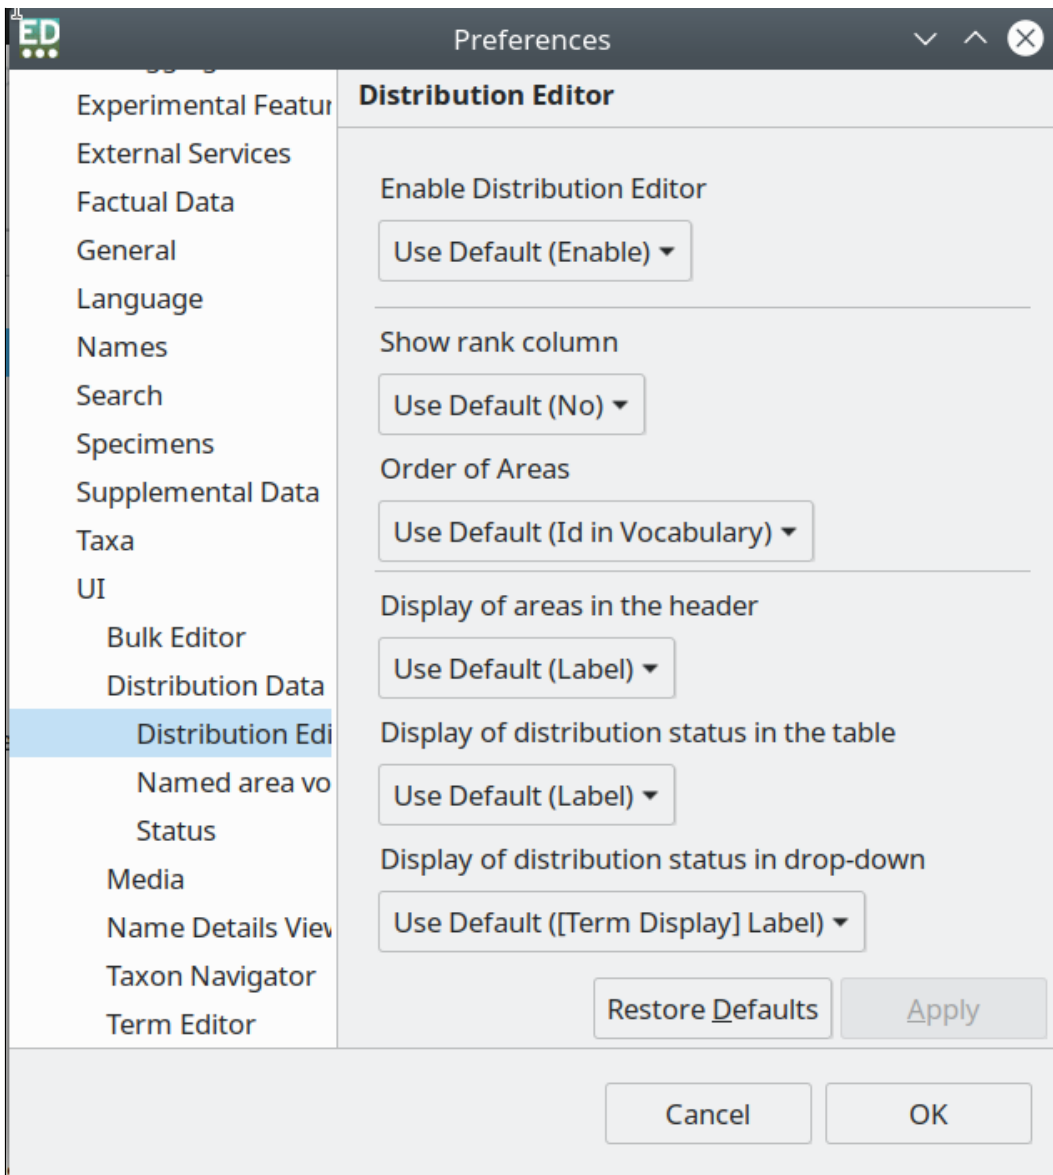 ED
Preferences
Experimental Featur
External Services
Factual Data
General
Language
Names
Search
Specimens
Supplemental Data
Taxa
UI
Bulk Editor
Distribution Data
Distribution Edi
Named area vo
Status
Media
Name Details View
Taxon Navigator
Term Editor
Distribution Editor
Enable Distribution Editor
Use Default (Enable)
Show rank column
Use Default (No)
Order of Areas
Use Default (Id in Vocabulary)
Display of areas in the header
Use Default (Label)
Display of distribution status in the table
Use Default (Label)
Display of distribution status in drop-down
Use Default ([Term Display] Label)
Restore Defaults
Apply
Cancel
OK